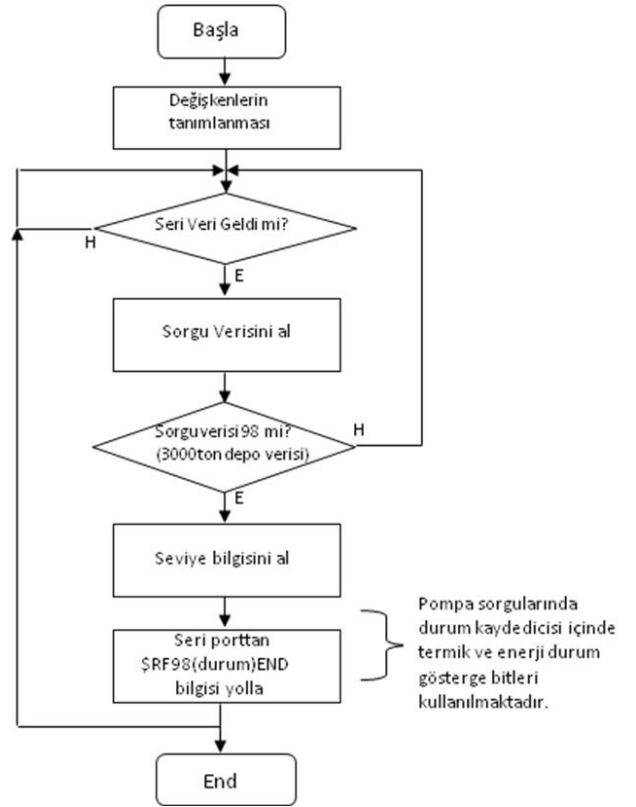 Başla
Değişkenlerin
tanımlanması
Seri Veri Geldi mi?
H
E
Sorgu Verisini al
Sorgu verisi 98 mi?
(3000ton depo verisi)
H
E
Seviye bilgisini al
Seri porttan
$RF98(durum)END
bilgisi yolla
Pompa sorgularında
durum kaydedicisi içinde
termik ve enerji durum
gösterge bitleri
kullanılmaktadır.
End